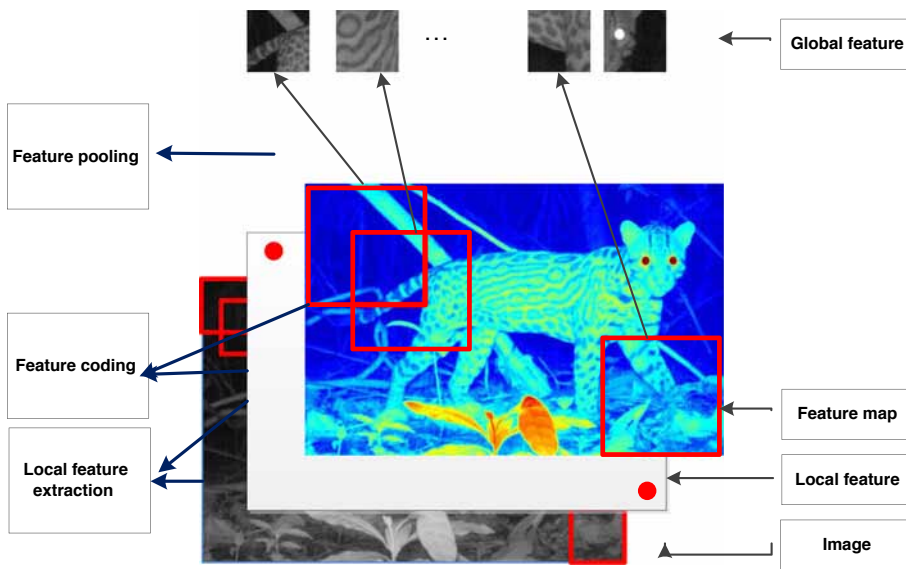 ...
Global feature
Feature pooling
Feature coding
Feature map
Local feature
extraction
Local feature
Image